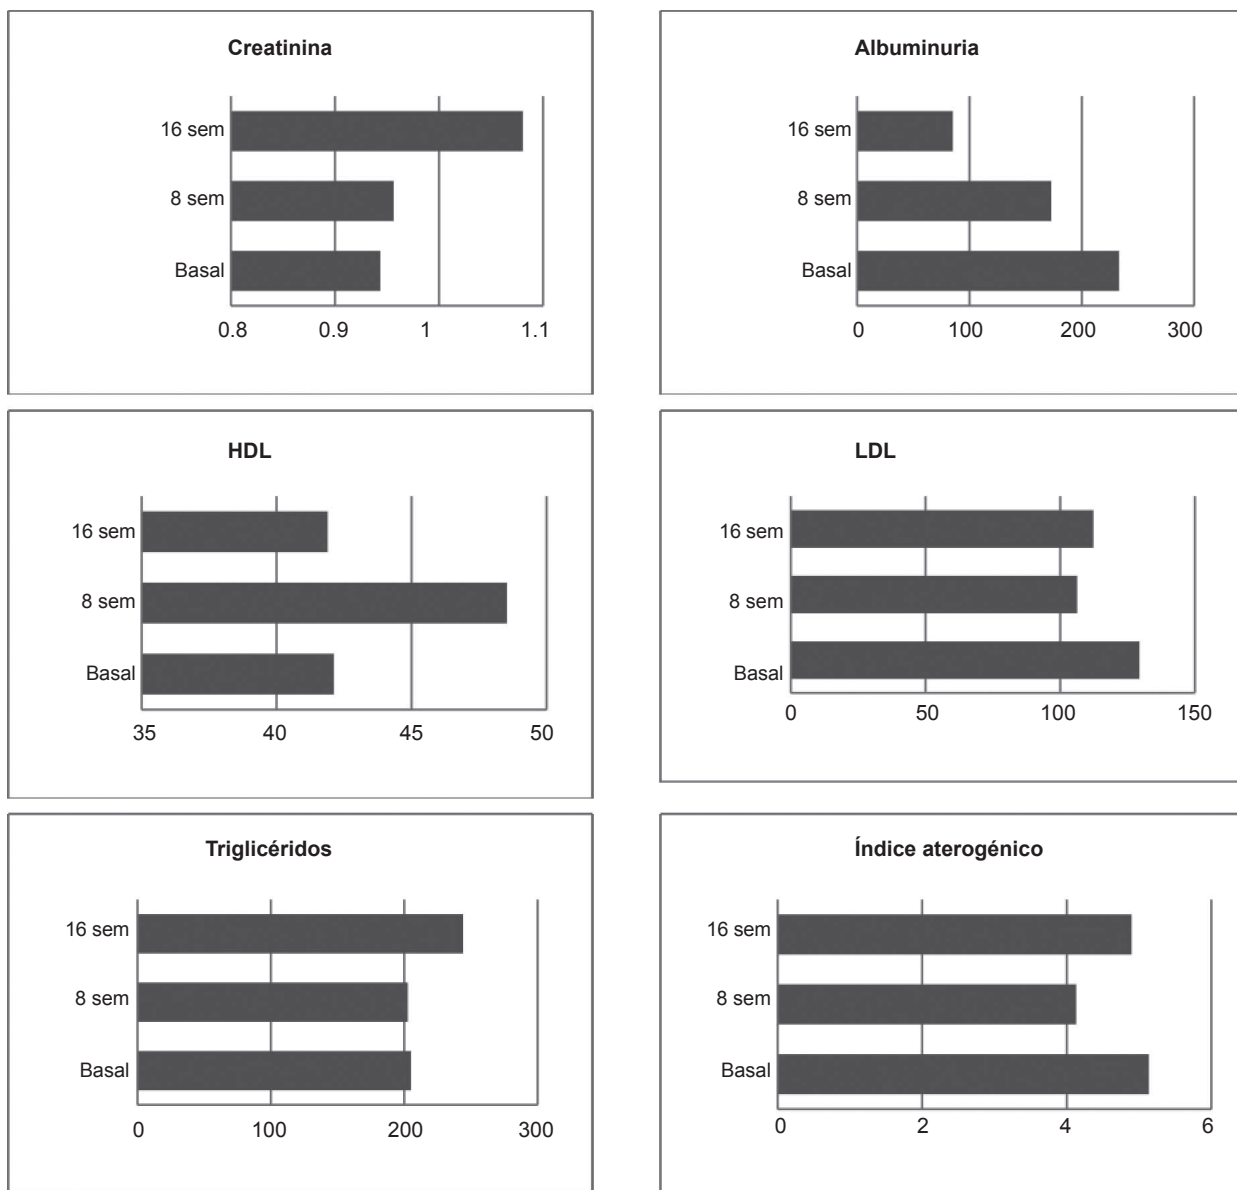 Creatinina
16 sem
8 sem
Basal
0.8 0.9 1 1.1
Albuminuria
16 sem
8 sem
Basal
0 100 200 300
HDL
16 sem
8 sem
Basal
35 40 45 50
LDL
16 sem
8 sem
Basal
0 50 100 150
Triglicéridos
16 sem
8 sem
Basal
0 100 200 300
Índice aterogénico
16 sem
8 sem
Basal
0 2 4 6